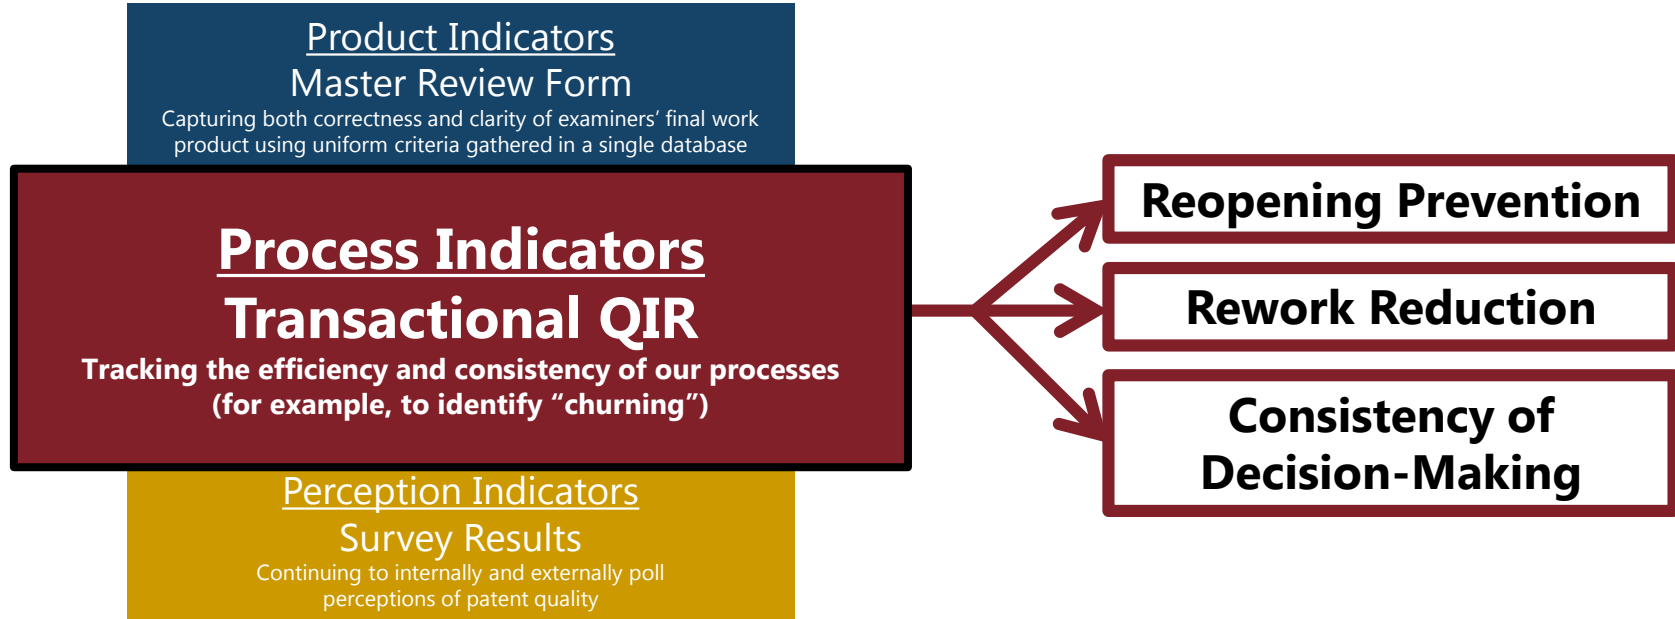 Product Indicators
Master Review Form
Capturing both correctness and clarity of examiners’ final work
product using uniform criteria gathered in a single database
Process Indicators
Transactional QIR
Tracking the efficiency and consistency of our processes
(for example, to identify “churning”)
Perception Indicators
Survey Results
Continuing to internally and externally poll
perceptions of patent quality
Reopening Prevention
Rework Reduction
Consistency of
Decision-Making